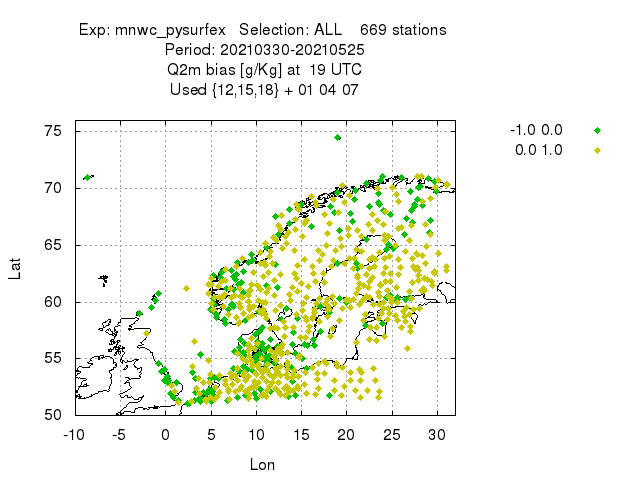 Exp: mnwc_pysurfex   Selection: ALL    669 stations
Period: 20210330-20210525
Q2m bias [g/Kg] at  19 UTC
Used {12,15,18} + 01 04 07
-1.0 0.0
0.0 1.0
75
70
65
60
55
50
Lat
-10 -5 0 5 10 15 20 25 30
Lon